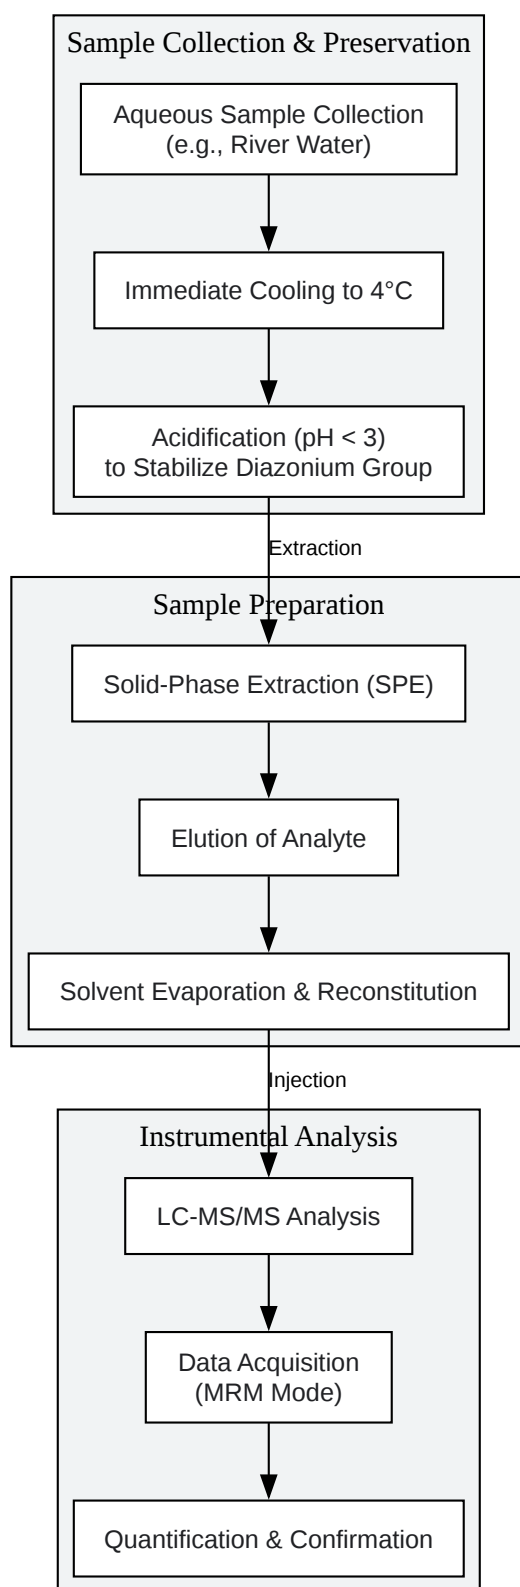 Sample Collection & Preservation
Aqueous Sample Collection
(e.g., River Water)
Immediate Cooling to 4°C
Acidification (pH < 3)
to Stabilize Diazonium Group
Extraction
Sample Preparation
Solid-Phase Extraction (SPE)
Elution of Analyte
Solvent Evaporation & Reconstitution
Injection
Instrumental Analysis
LC-MS/MS Analysis
Data Acquisition
(MRM Mode)
Quantification & Confirmation